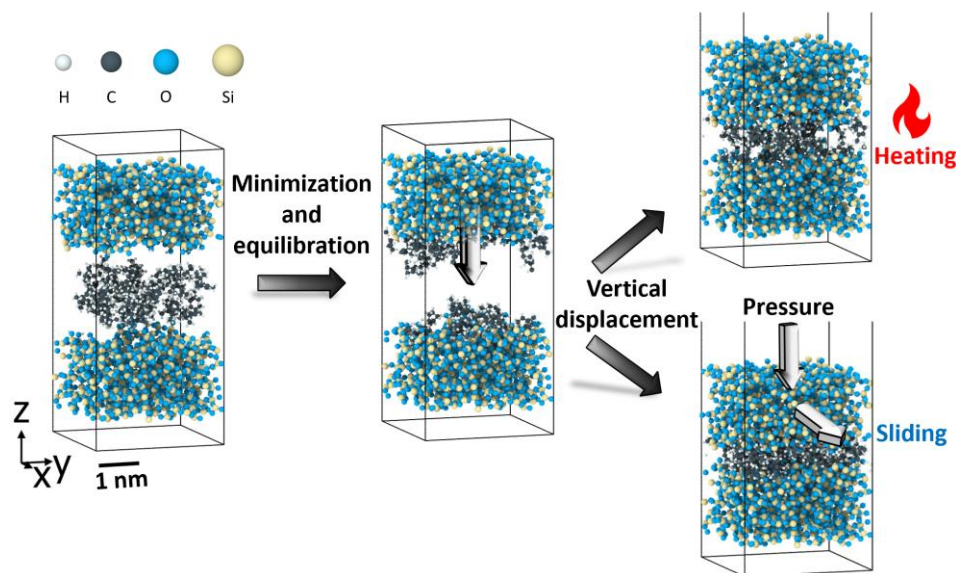 H C O Si
Minimization
and
equilibration
Vertical
displacement
Heating
Pressure
Sliding
z
x y
1 nm